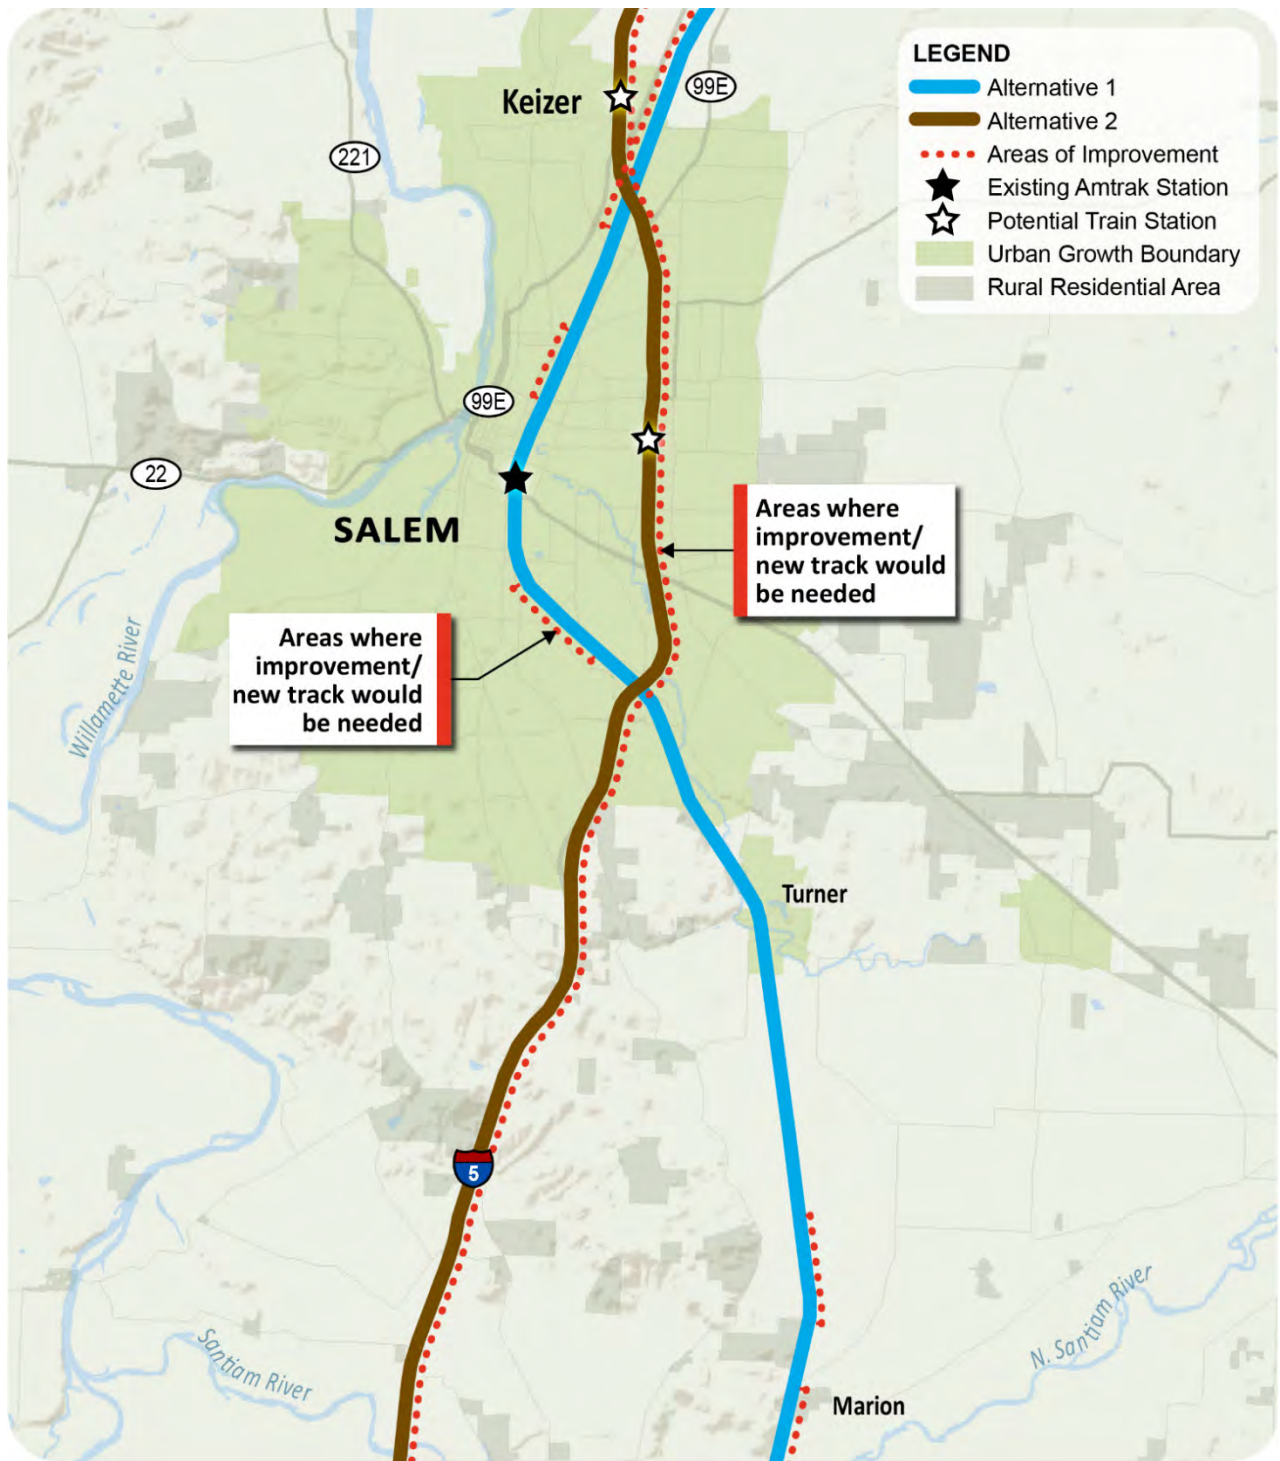 LEGEND
Alternative 1
Alternative 2
Areas of Improvement
Existing Amtrak Station
Potential Train Station
Urban Growth Boundary
Rural Residential Area
99E
Keizer
221
99E
22
SALEM
Areas where
improvement/
new track would
be needed
Areas where
improvement/
new track would
be needed
Willamette River
Turner
5
Santiam River
N. Santiam River
Marion